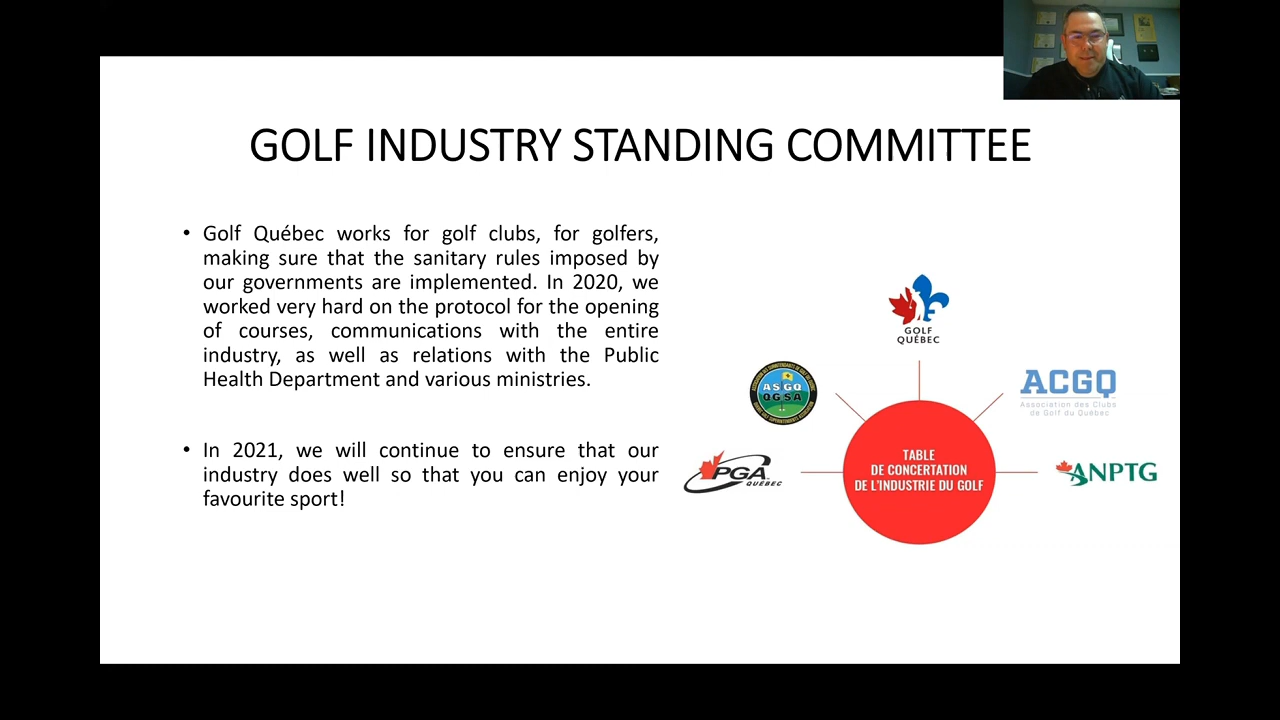 GOLF INDUSTRY STANDING COMMITTEE
• Golf Québec works for golf clubs, for golfers,
making sure that the sanitary rules imposed by
our governments are implemented. In 2020, we
worked very hard on the protocol for the opening
of courses, communications with the entire
industry, as well as relations with the Public
Health Department and various ministries.
• In 2021, we will continue to ensure that our
industry does well so that you can enjoy your
favourite sport!
GOLF
QUÉBEC
ASGQ
QGSA
ACGQ
Association des Clubs
de Golf du Québec
PGA
QUÉBEC
TABLE
DE CONCERTATION
DE L'INDUSTRIE DU GOLF
ANPTG